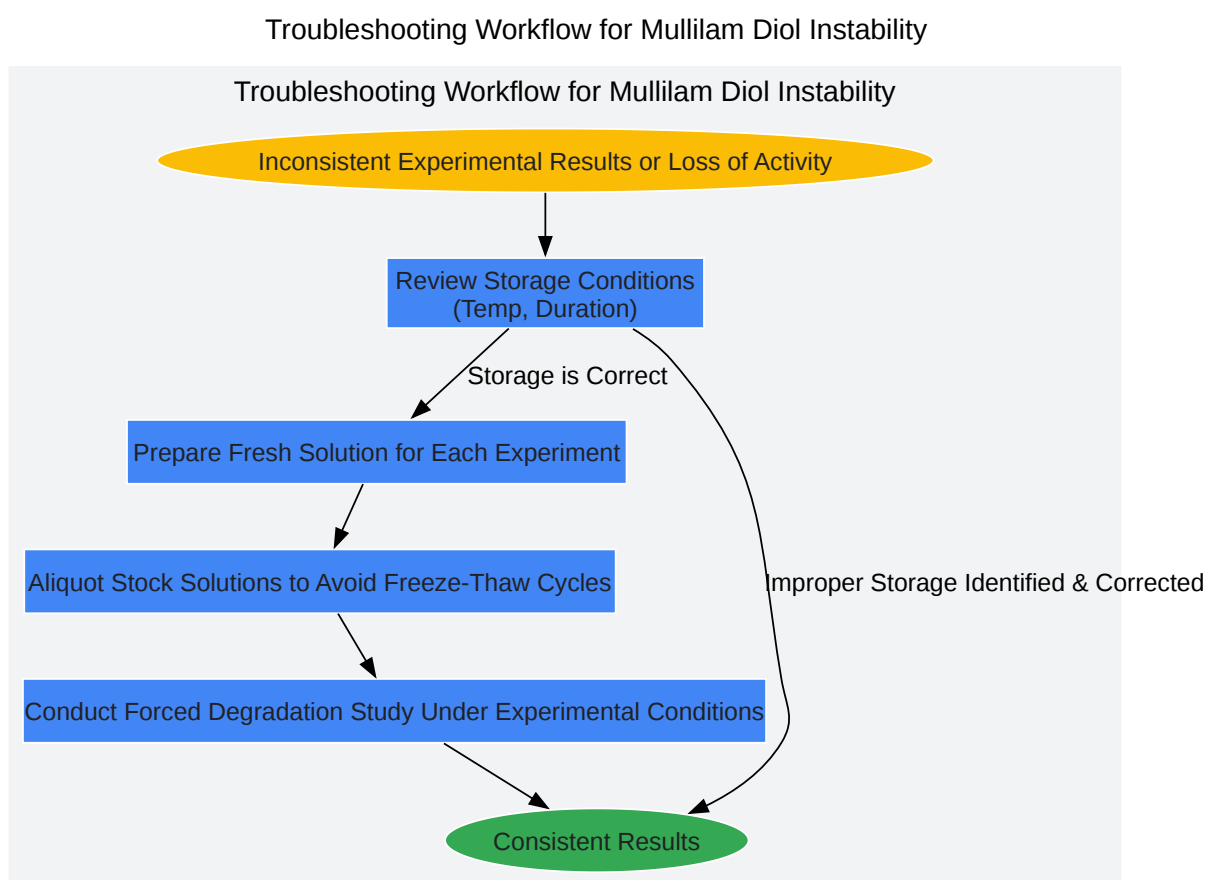 Troubleshooting Workflow for Mullilam Diol Instability
Troubleshooting Workflow for Mullilam Diol Instability
Inconsistent Experimental Results or Loss of Activity
Review Storage Conditions
(Temp, Duration)
Storage is Correct
Prepare Fresh Solution for Each Experiment
Aliquot Stock Solutions to Avoid Freeze-Thaw Cycles
Improper Storage Identified & Corrected
Conduct Forced Degradation Study Under Experimental Conditions
Consistent Results